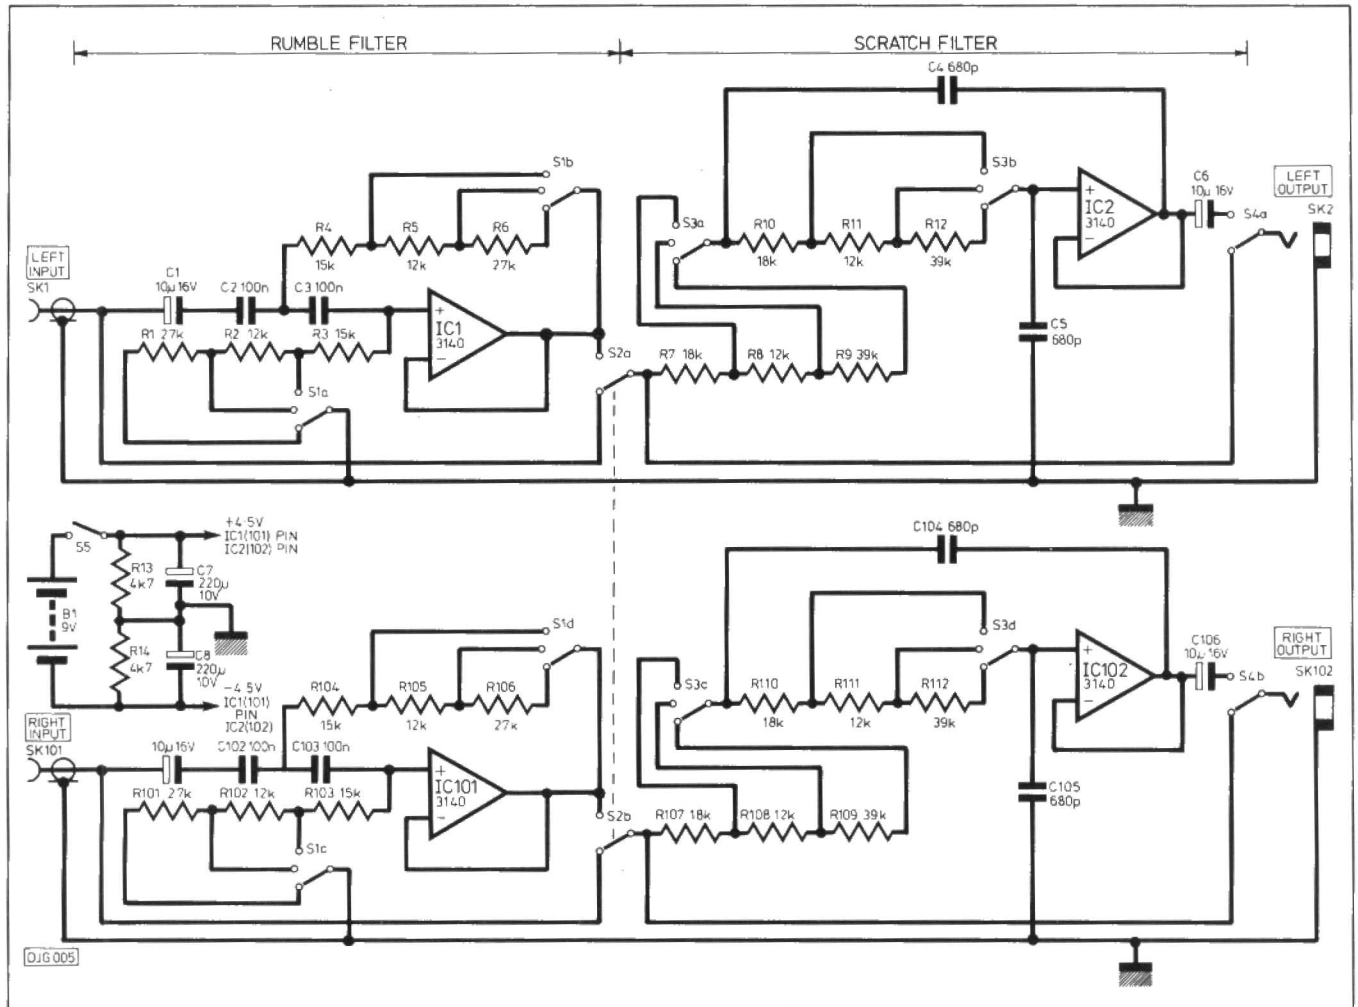 RUMBLE FILTER
SCRATCH FILTER
C4 680p
S1b
S3b
R4
15k
R5
12k
R6
27k
S3a
R10
18k
R11
12k
R12
39k
+
IC2
3140
−
C6
10µ 16V
S4a
LEFT
OUTPUT
SK2
LEFT
INPUT
SK1
C1
10µ 16V
C2 100n
C3 100n
R1 27k
R2 12k
R3 15k
+
IC1
3140
−
S1a
S2a
R7 18k
R8 12k
R9 39k
C5
680p
S5
+4·5V
IC1(101) PIN
IC2(102) PIN
R13
4k7
C7
220µ
10V
B1
9V
R14
4k7
C8
220µ
10V
−4·5V
IC1(101)
PIN
IC2(102)
C104 680p
S1d
S3d
R104
15k
R105
12k
R106
27k
S3c
R110
18k
R111
12k
R112
39k
+
IC102
3140
−
C106
10µ 16V
S4b
RIGHT
OUTPUT
SK102
RIGHT
INPUT
SK101
10µ 16V
C102 100n
C103 100n
R101 27k
R102 12k
R103 15k
+
IC101
3140
−
S1c
S2b
R107 18k
R108 12k
R109 39k
C105
680p
DJG 005